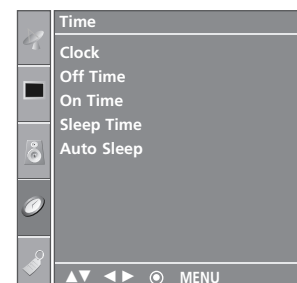 Time
Clock
Off Time
On Time
Sleep Time
Auto Sleep
▲▼ ◄► ⦿ MENU